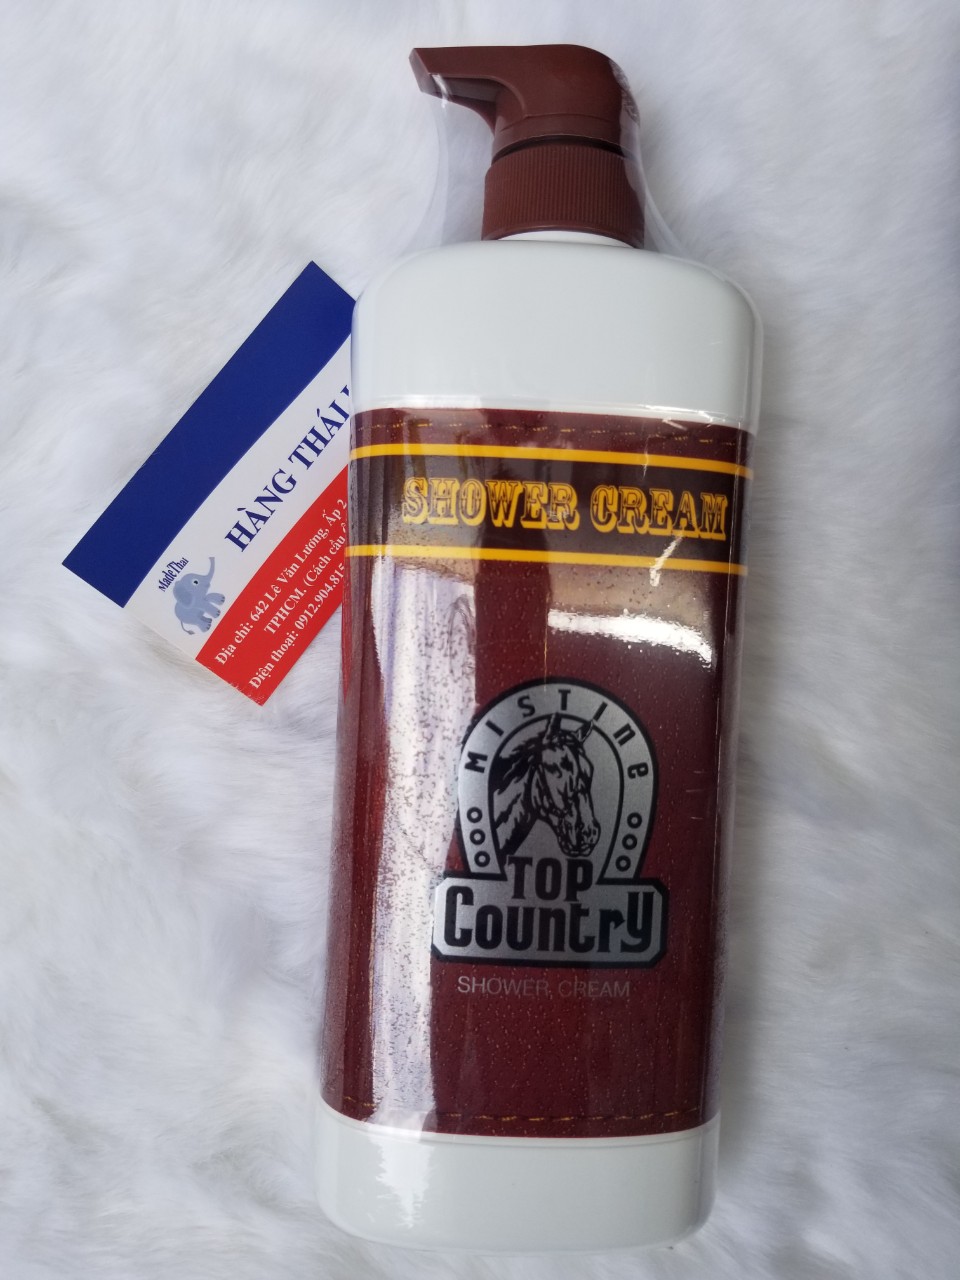 SHOWER CREAM
MISTINE
TOP
Country
SHOWER CREAM
MadeThai
HÀNG THÁI
Địa chỉ: 642 Lê Văn Lương, Ấp 2
TPHCM. (Cách cầu
Điện thoại: 0912.904.815